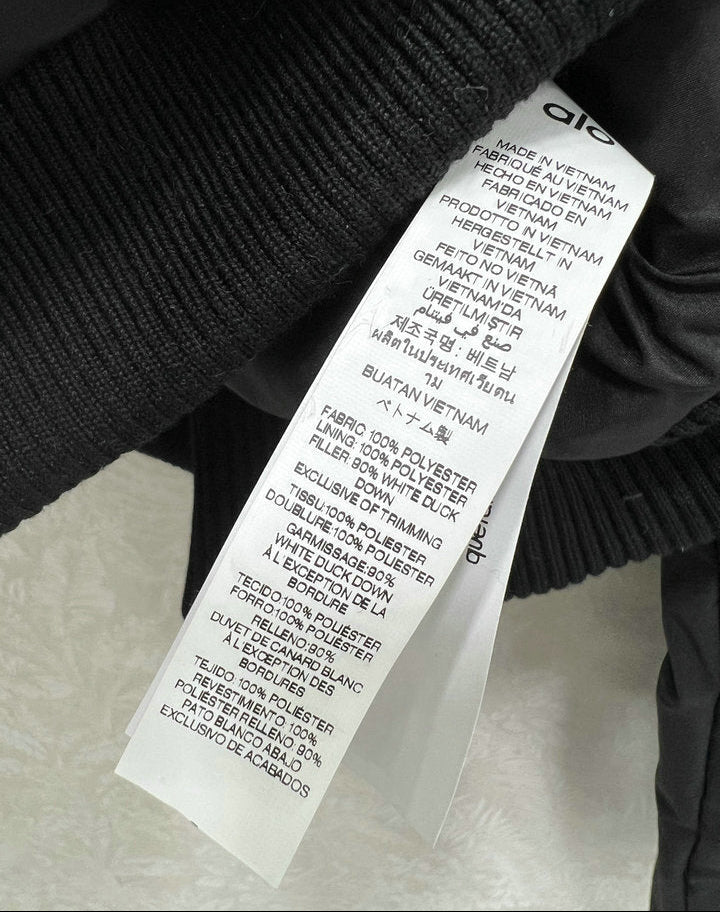 alo
MADE IN VIETNAM
FABRIQUÉ AU VIETNAM
HECHO EN VIETNAM
FABRICADO EN
VIETNAM
PRODOTTO IN VIETNAM
HERGESTELLT IN
VIETNAM
FEITO NO VIETNÃ
GEMAAKT IN VIETNAM
VIETNAM'DA
ÜRETILMIŞTIR
صنع في فيتنام
제조국명 : 베트남
ผลิตในประเทศเวียดน
าม
BUATAN VIETNAM
ベトナム製
FABRIC: 100% POLYESTER
LINING: 100% POLYESTER
FILLER: 90% WHITE DUCK
DOWN
EXCLUSIVE OF TRIMMING
TISSU:100% POLIESTER
DOUBLURE:100% POLIESTER
GARMISSAGE:90%
WHITE DUCK DOWN
À L'EXCEPTION DE LA
BORDURE
TECIDO:100% POLIÉSTER
FORRO:100% POLIÉSTER
RELLENO:90%
DUVET DE CANARD BLANC
À L'EXCEPTION DES
BORDURES
TEJIDO: 100% POLIÉSTER
REVESTIMIENTO: 100%
POLIÉSTER RELLENO: 90%
PATO BLANCO ABAJO
EXCLUSIVO DE ACABADOS